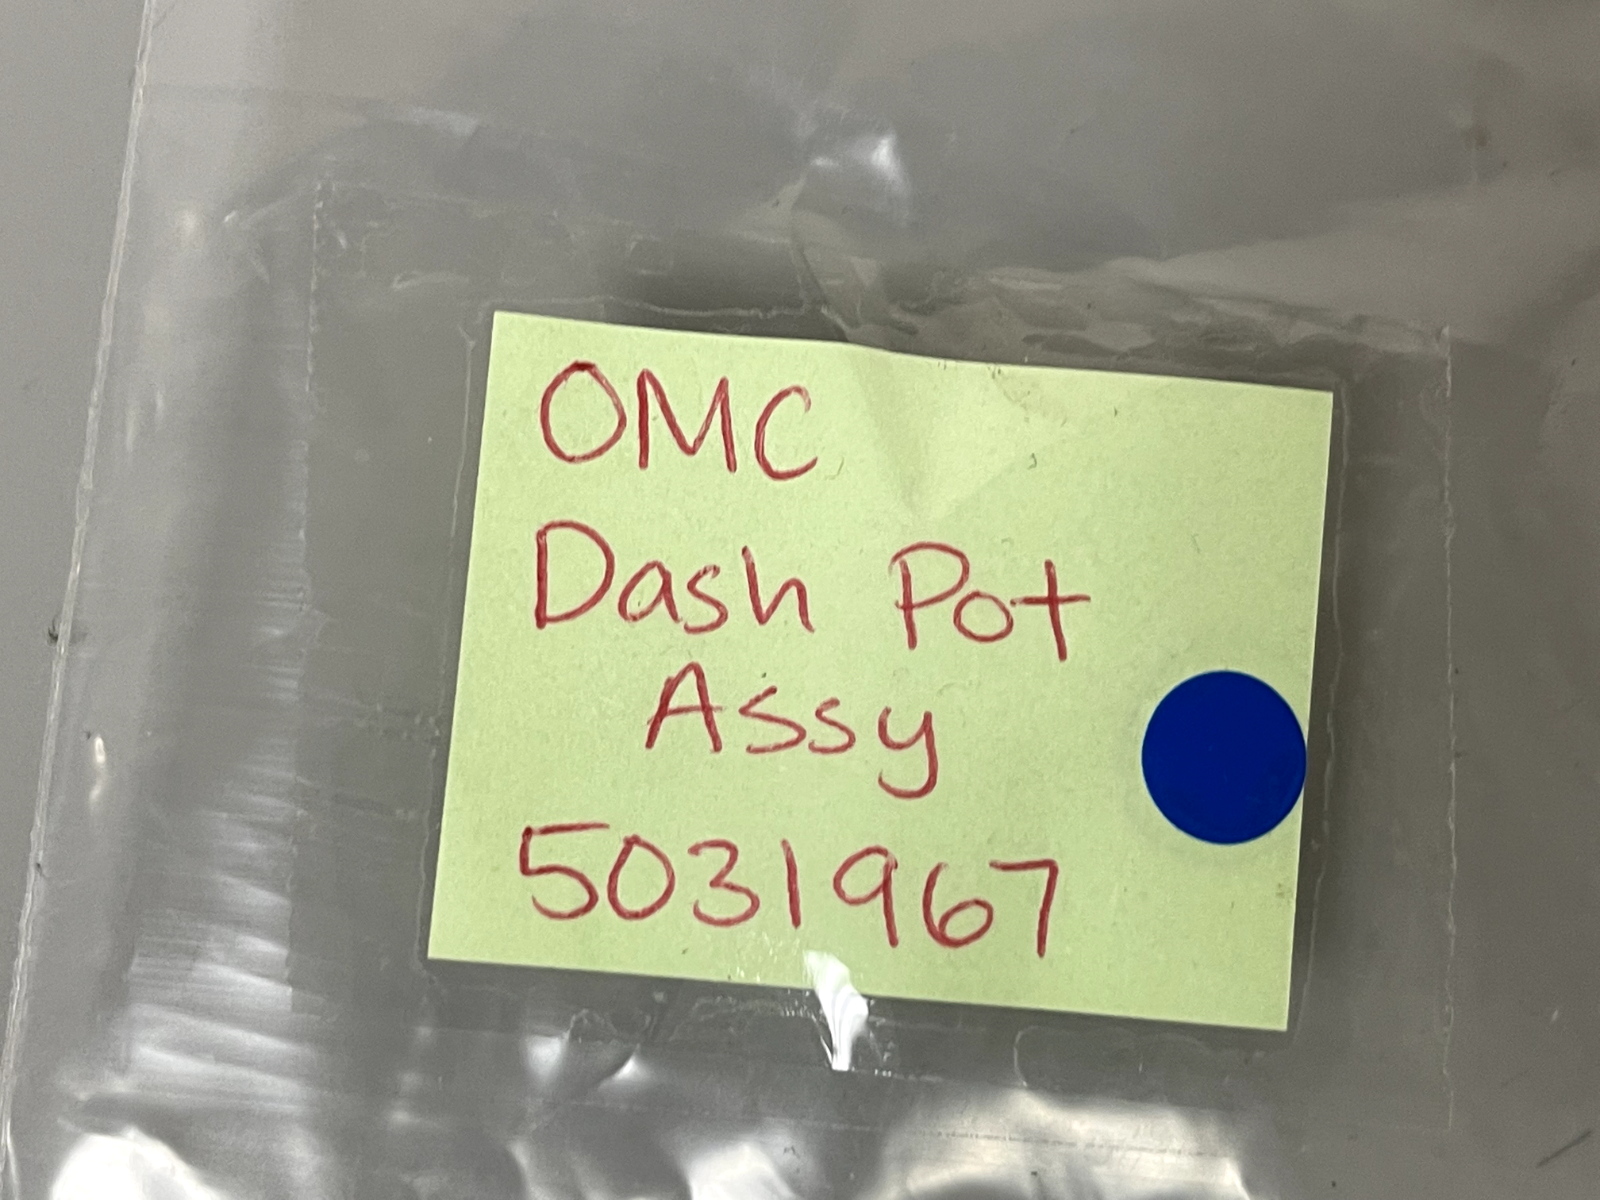 OMC
Dash Pot
Assy
5031967